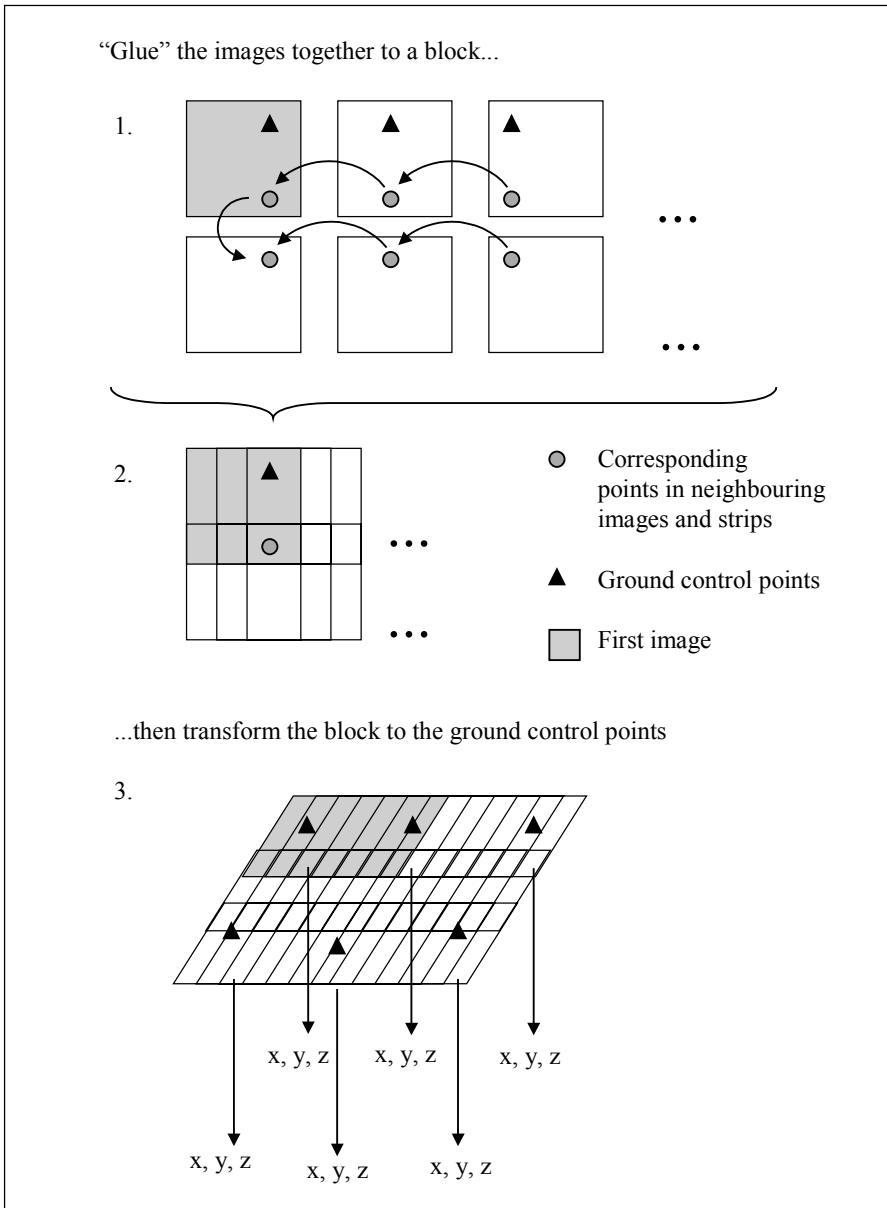 “Glue” the images together to a block...
1.
...
...
2.
...
...
Corresponding
points in neighbouring
images and strips
Ground control points
First image
...then transform the block to the ground control points
3.
x, y, z
x, y, z
x, y, z
x, y, z
x, y, z
x, y, z